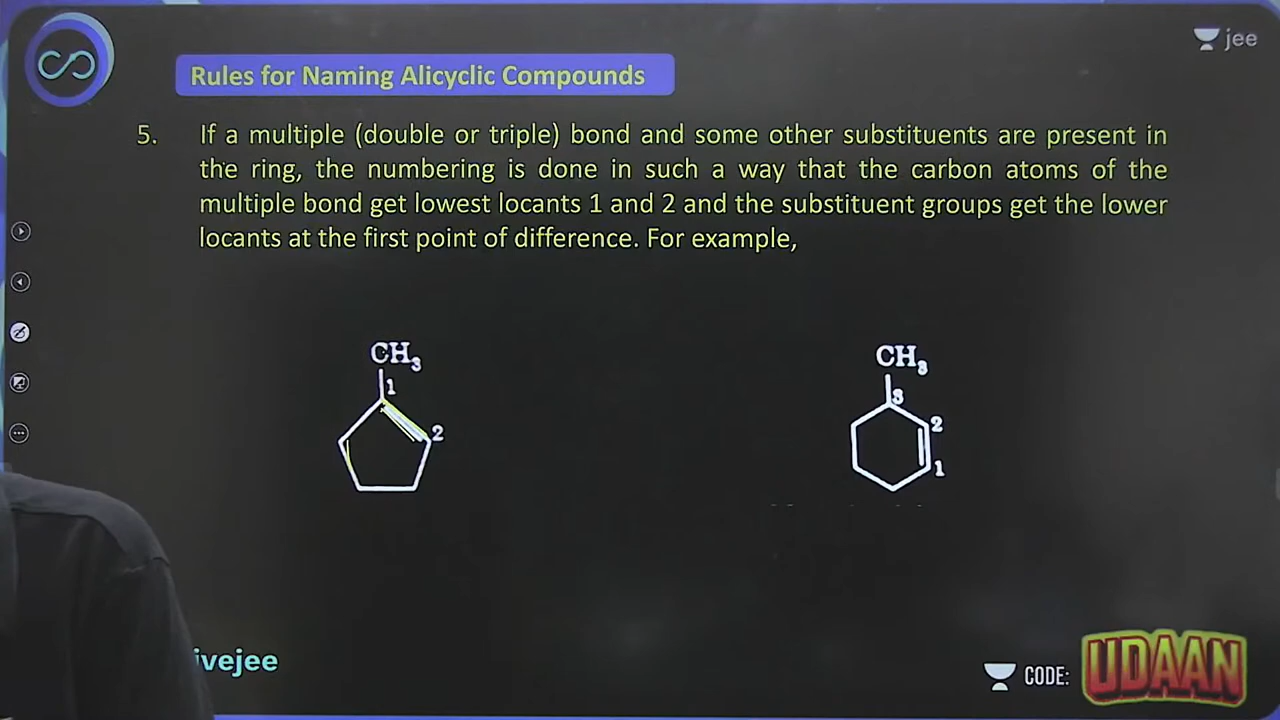 jee
Rules for Naming Alicyclic Compounds
5. If a multiple (double or triple) bond and some other substituents are present in
the ring, the numbering is done in such a way that the carbon atoms of the
multiple bond get lowest locants 1 and 2 and the substituent groups get the lower
locants at the first point of difference. For example,
CH₃
1
2
CH₃
3
2
1
ivejee
CODE:
UDAAN